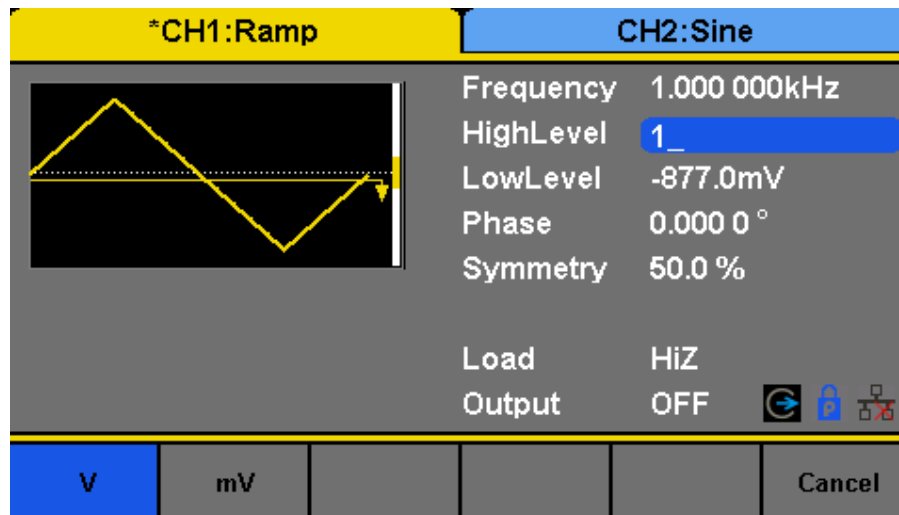 *CH1:Ramp CH2:Sine
Frequency 1.000 000kHz
HighLevel 1_
LowLevel -877.0mV
Phase 0.000 0 °
Symmetry 50.0 %
Load HiZ
Output OFF P
V mV Cancel